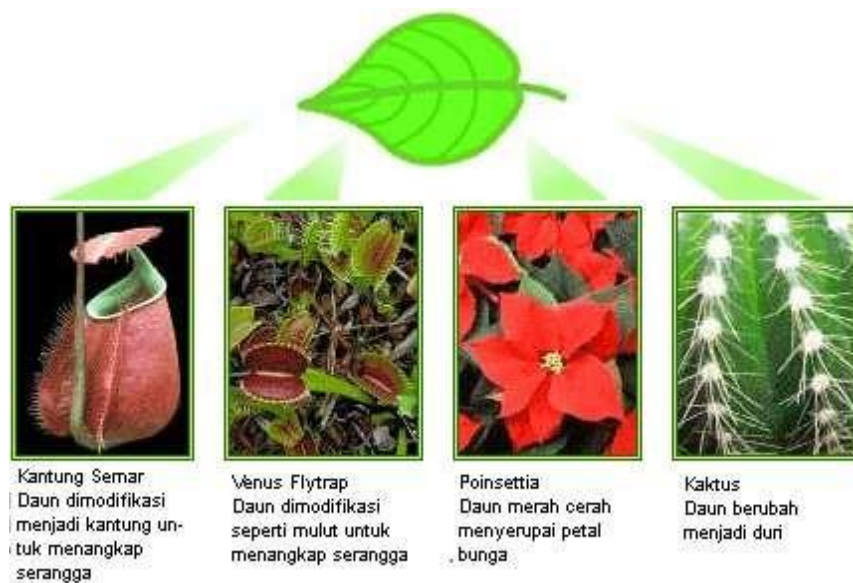 Kantung Semar
Daun dimodifikasi
menjadi kantung un-
tuk menangkap
serangga
Venus Flytrap
Daun dimodifikasi
seperti mulut untuk
menangkap serangga
Poinsettia
Daun merah cerah
menyerupai petal
bunga
Kaktus
Daun berubah
menjadi duri